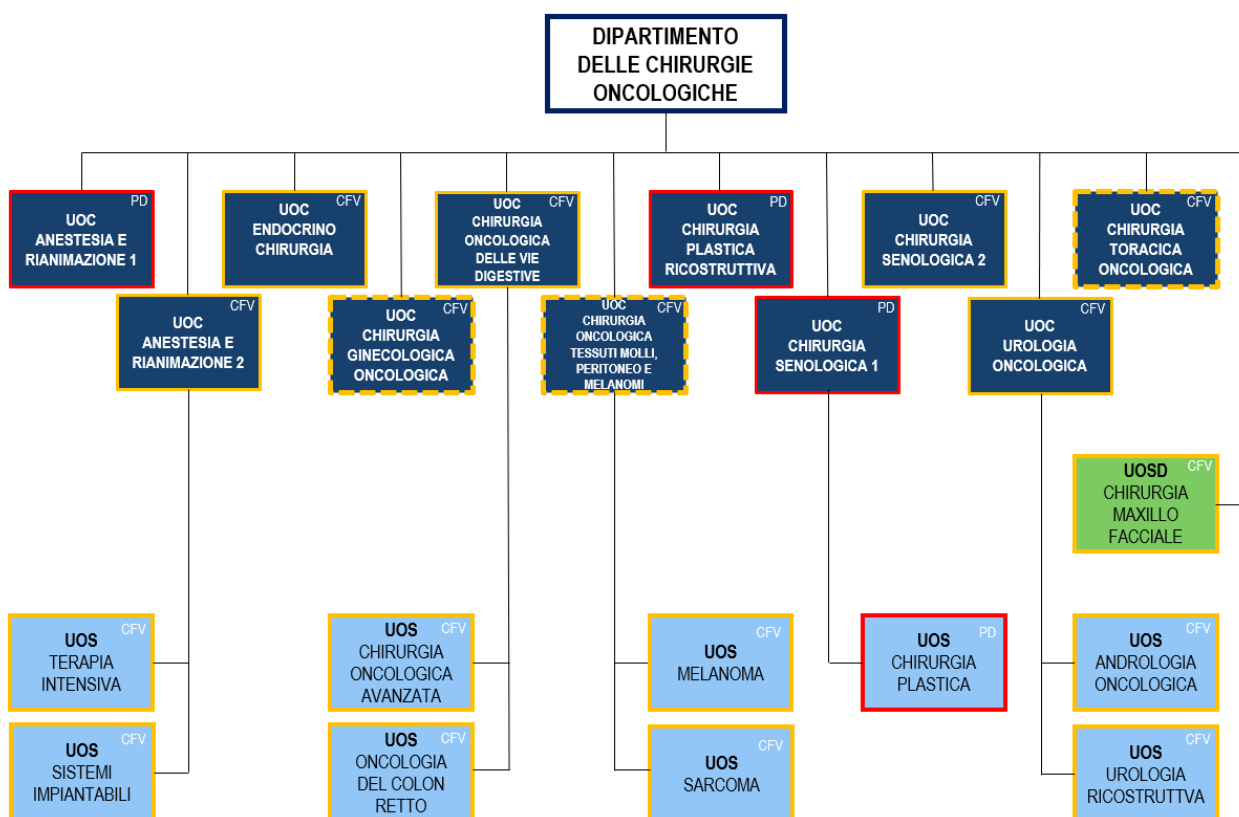 DIPARTIMENTO
DELLE CHIRURGIE
ONCOLOGICHE
PD
UOC
ANESTESIA E
RIANIMAZIONE 1
CFV
UOC
ENDOCRINO
CHIRURGIA
CFV
UOC
CHIRURGIA
ONCOLOGICA
DELLE VIE
DIGESTIVE
PD
UOC
CHIRURGIA
PLASTICA
RICOSTRUTTIVA
CFV
UOC
CHIRURGIA
SENOLOGICA 2
CFV
UOC
CHIRURGIA
TORACICA
ONCOLOGICA
CFV
UOC
ANESTESIA E
RIANIMAZIONE 2
CFV
UOC
CHIRURGIA
GINECOLOGICA
ONCOLOGICA
CFV
UOC
CHIRURGIA
ONCOLOGICA
TESSUTI MOLLI,
PERITONEO E
MELANOMI
PD
UOC
CHIRURGIA
SENOLOGICA 1
CFV
UOC
UROLOGIA
ONCOLOGICA
CFV
UOSD
CHIRURGIA
MAXILLO
FACCIALE
CFV
UOS
TERAPIA
INTENSIVA
CFV
UOS
CHIRURGIA
ONCOLOGICA
AVANZATA
CFV
UOS
MELANOMA
PD
UOS
CHIRURGIA
PLASTICA
CFV
UOS
ANDROLOGIA
ONCOLOGICA
CFV
UOS
SISTEMI
IMPIANTABILI
CFV
UOS
ONCOLOGIA
DEL COLON
RETTO
CFV
UOS
SARCOMA
CFV
UOS
UROLOGIA
RICOSTRUTTVA